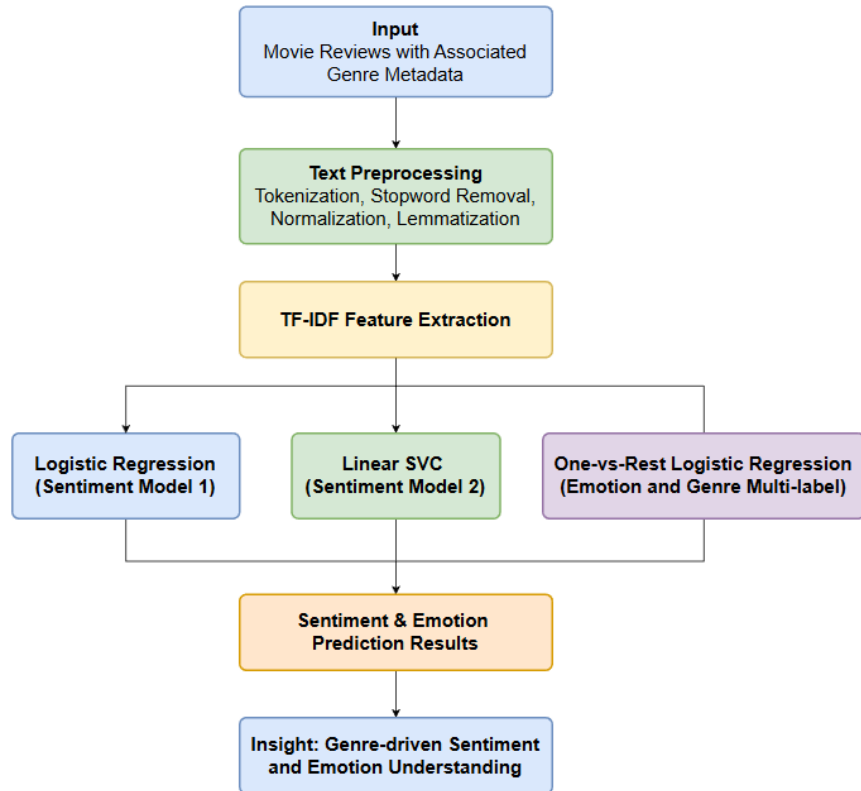 Input
Movie Reviews with Associated
Genre Metadata
Text Preprocessing
Tokenization, Stopword Removal,
Normalization, Lemmatization
TF-IDF Feature Extraction
Logistic Regression
(Sentiment Model 1)
Linear SVC
(Sentiment Model 2)
One-vs-Rest Logistic Regression
(Emotion and Genre Multi-label)
Sentiment & Emotion
Prediction Results
Insight: Genre-driven Sentiment
and Emotion Understanding